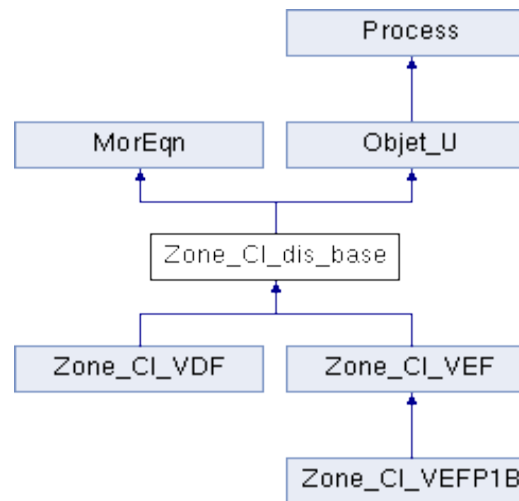 Process
MorEqn
Objet_U
Zone_Cl_dis_base
Zone_Cl_VDF
Zone_Cl_VEF
Zone_Cl_VEFP1B